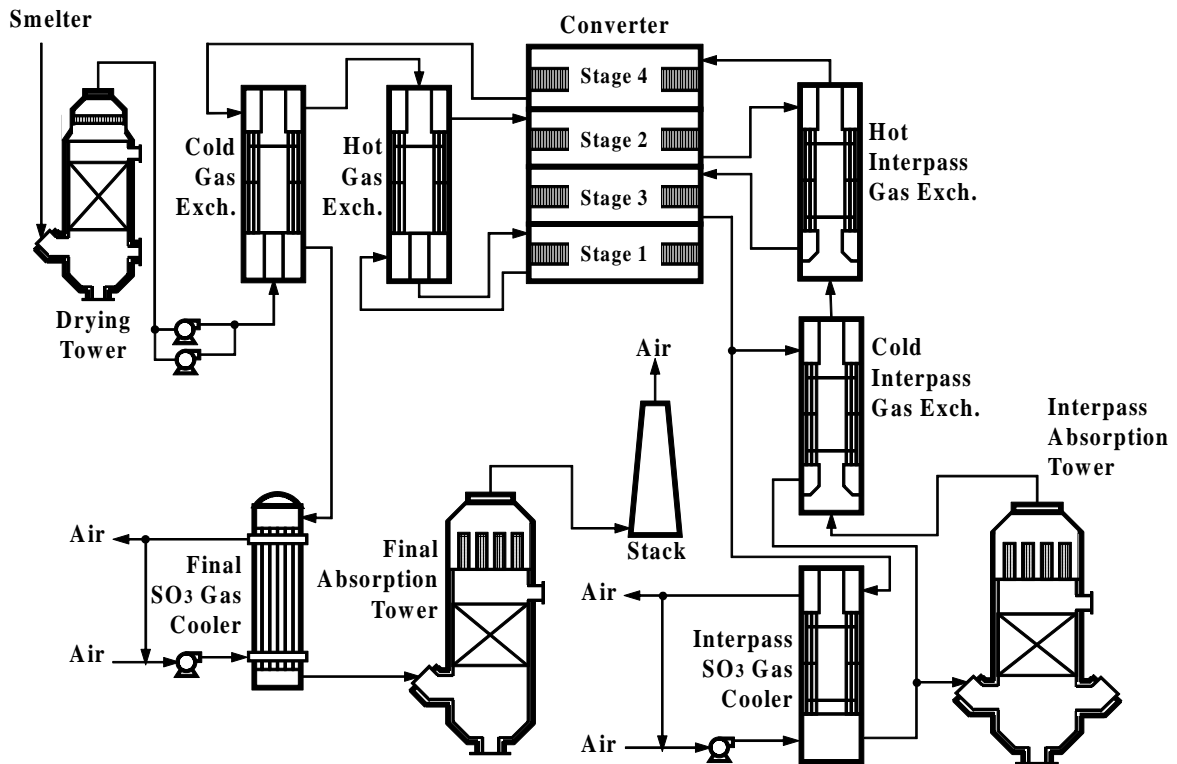 Smelter
Converter
Stage 4
Stage 2
Stage 3
Stage 1
Cold
Gas
Exch.
Hot
Gas
Exch.
Hot
Interpass
Gas Exch.
Drying
Tower
Air
Cold
Interpass
Gas Exch.
Interpass
Absorption
Tower
Stack
Air
Final
SO3 Gas
Cooler
Air
Final
Absorption
Tower
Air
Interpass
SO3 Gas
Cooler
Air